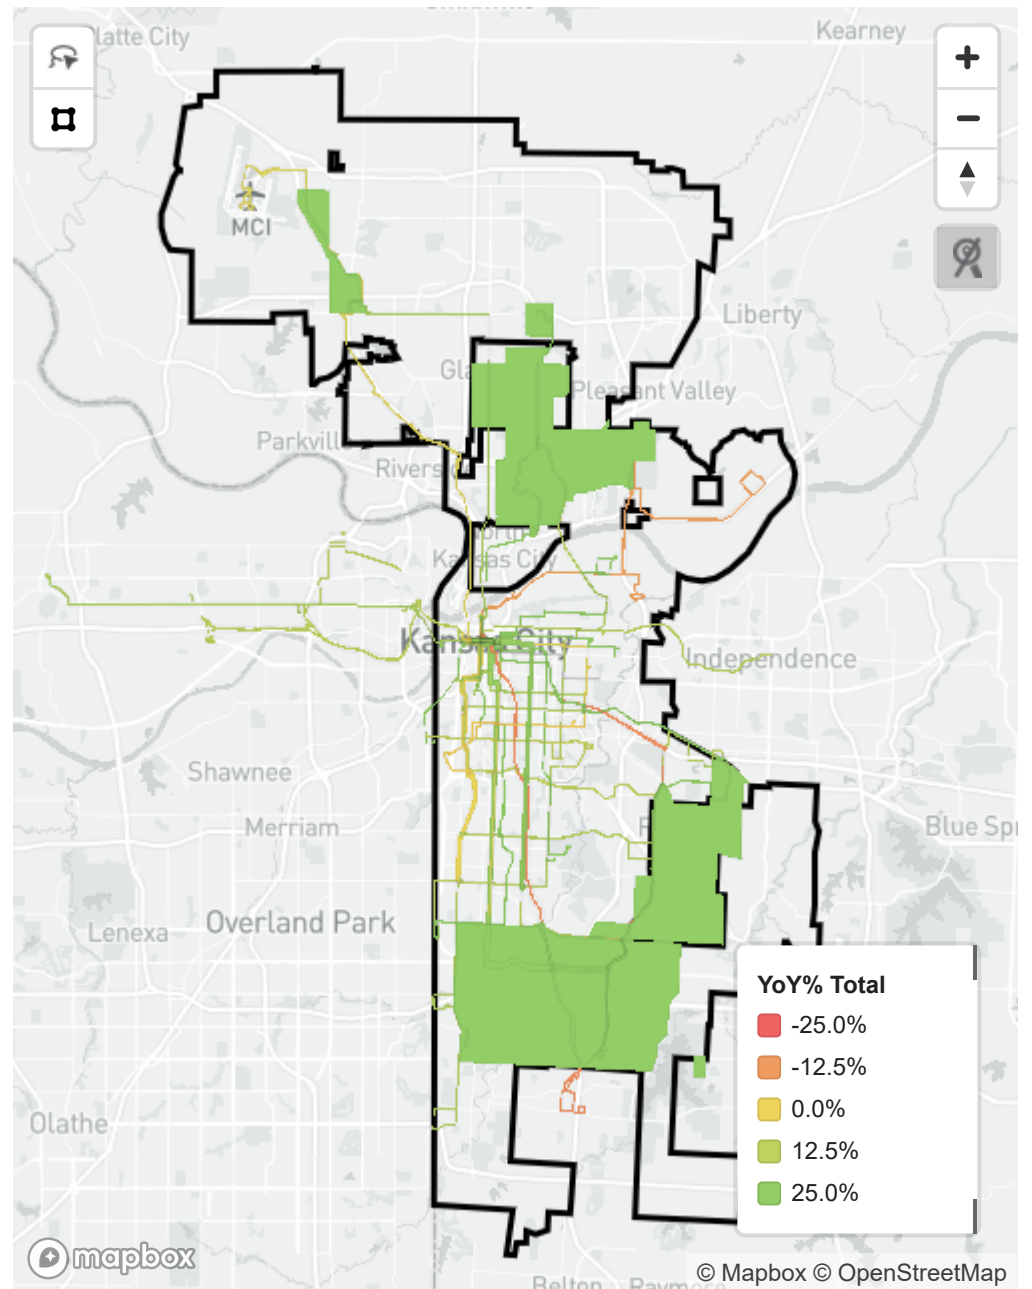 Platte City
Kearney
MCI
Liberty
Pleasant Valley
Kansas City
Kansas City
Independence
Shawnee
Merriam
Blue Spr
Overland Park
Lenexa
Olathe
YoY% Total
-25.0%
-12.5%
0.0%
12.5%
25.0%
mapbox
© Mapbox © OpenStreetMap
Belton
Raymore